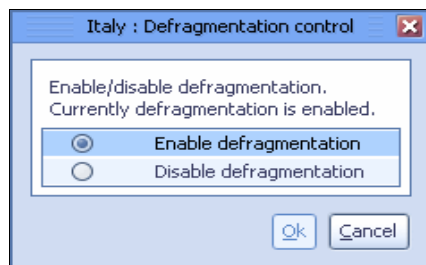 Italy : Defragmentation control
Enable/disable defragmentation.
Currently defragmentation is enabled.
Enable defragmentation
Disable defragmentation
Ok Cancel